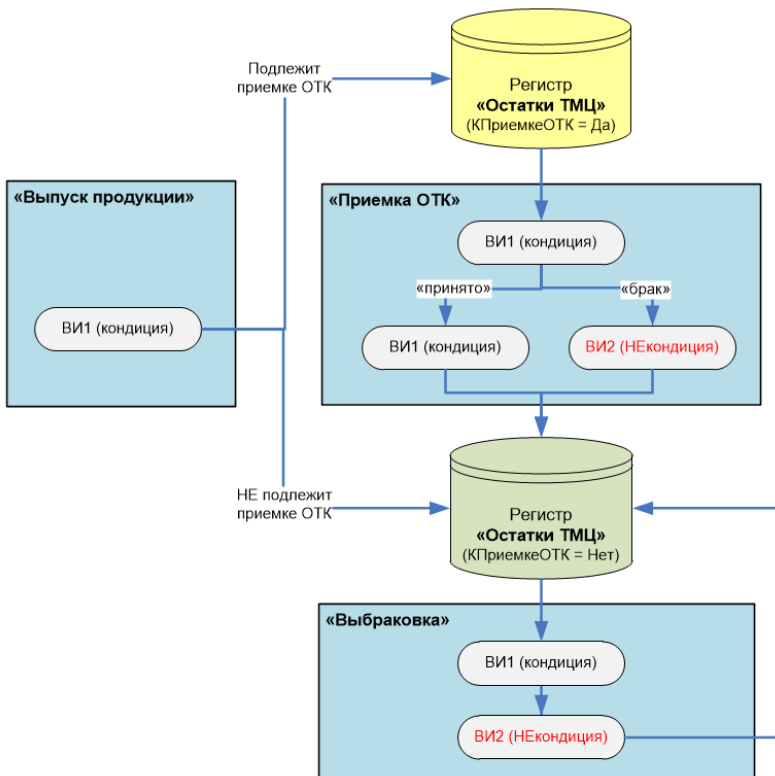 Подлежит
приемке ОТК
Регистр
«Остатки ТМЦ»
(КПриемкеОТК = Да)
«Выпуск продукции»
ВИ1 (кондиция)
«Приемка ОТК»
ВИ1 (кондиция)
«принято»
«брак»
ВИ1 (кондиция)
ВИ2 (НЕкондиция)
НЕ подлежит
приемке ОТК
Регистр
«Остатки ТМЦ»
(КПриемкеОТК = Нет)
«Выбраковка»
ВИ1 (кондиция)
ВИ2 (НЕкондиция)